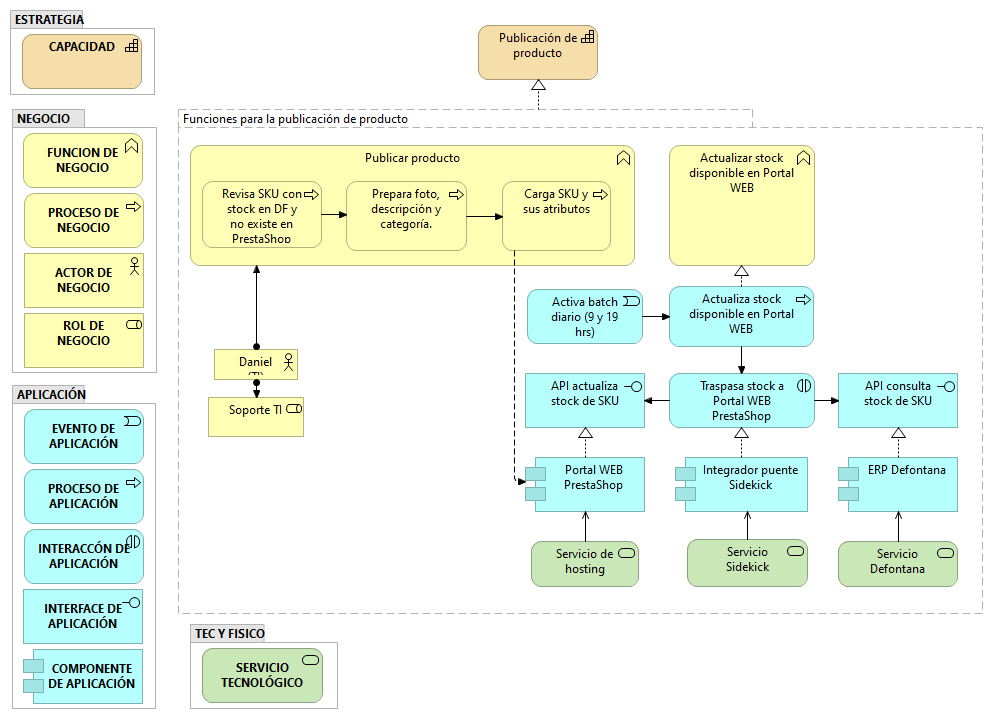 ESTRATEGIA
CAPACIDAD
NEGOCIO
FUNCION DE
NEGOCIO
PROCESO DE
NEGOCIO
ACTOR DE
NEGOCIO
ROL DE
NEGOCIO
APLICACIÓN
EVENTO DE
APLICACIÓN
PROCESO DE
APLICACIÓN
INTERACCÓN DE
APLICACIÓN
INTERFACE DE
APLICACIÓN
COMPONENTE
DE APLICACIÓN
Publicación de
producto
Funciones para la publicación de producto
Publicar producto
Revisa SKU con
stock en DF y
no existe en
PrestaShop
Prepara foto,
descripción y
categoría.
Carga SKU y
sus atributos
Actualizar stock
disponible en Portal
WEB
Activa batch
diario (9 y 19
hrs)
Actualiza stock
disponible en Portal
WEB
Daniel
Soporte TI
API actualiza
stock de SKU
Traspasa stock a
Portal WEB
PrestaShop
API consulta
stock de SKU
Portal WEB
PrestaShop
Integrador puente
Sidekick
ERP Defontana
Servicio de
hosting
Servicio
Sidekick
Servicio
Defontana
TEC Y FISICO
SERVICIO
TECNOLÓGICO